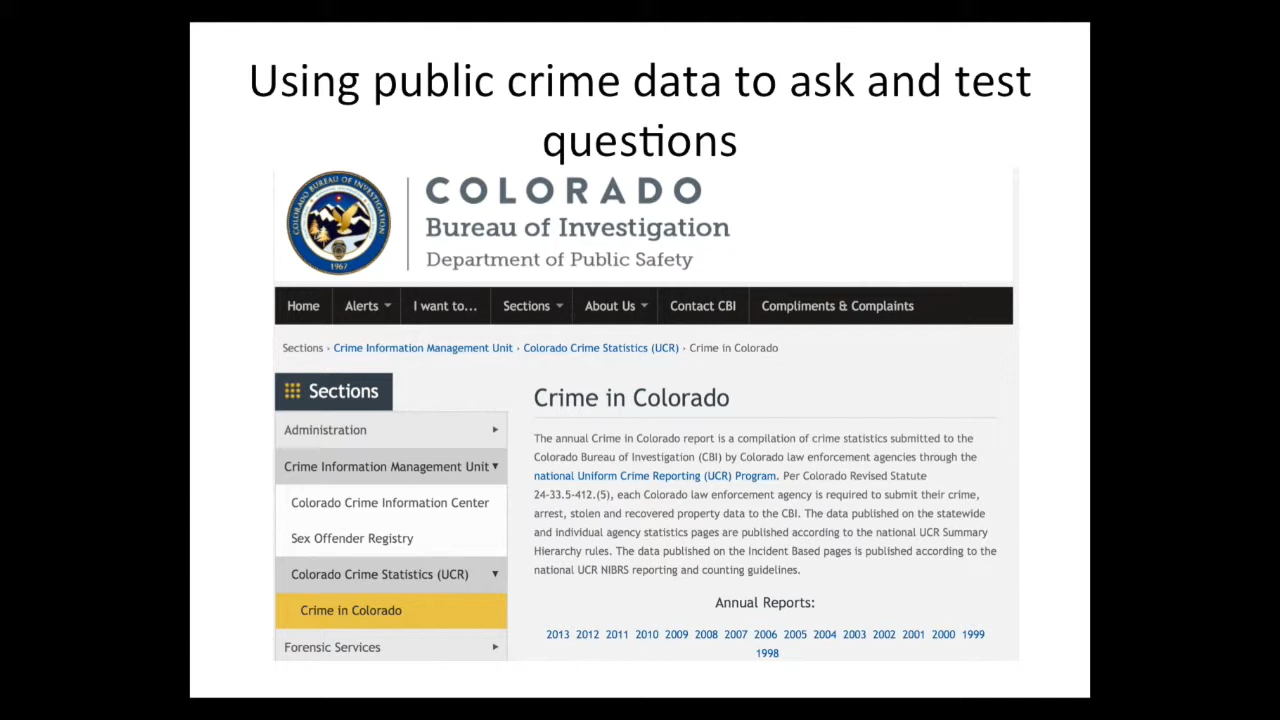 Using public crime data to ask and test
questions
COLORADO BUREAU OF INVESTIGATION
1967
COLORADO
Bureau of Investigation
Department of Public Safety
Home Alerts I want to... Sections About Us Contact CBI Compliments & Complaints
Sections › Crime Information Management Unit › Colorado Crime Statistics (UCR) › Crime in Colorado
Sections
Administration
Crime Information Management Unit
Colorado Crime Information Center
Sex Offender Registry
Colorado Crime Statistics (UCR)
Crime in Colorado
Forensic Services
Crime in Colorado
The annual Crime in Colorado report is a compilation of crime statistics submitted to the
Colorado Bureau of Investigation (CBI) by Colorado law enforcement agencies through the
national Uniform Crime Reporting (UCR) Program. Per Colorado Revised Statute
24-33.5-412.(5), each Colorado law enforcement agency is required to submit their crime,
arrest, stolen and recovered property data to the CBI. The data published on the statewide
and individual agency statistics pages are published according to the national UCR Summary
Hierarchy rules. The data published on the Incident Based pages is published according to the
national UCR NIBRS reporting and counting guidelines.
Annual Reports:
2013 2012 2011 2010 2009 2008 2007 2006 2005 2004 2003 2002 2001 2000 1999
1998